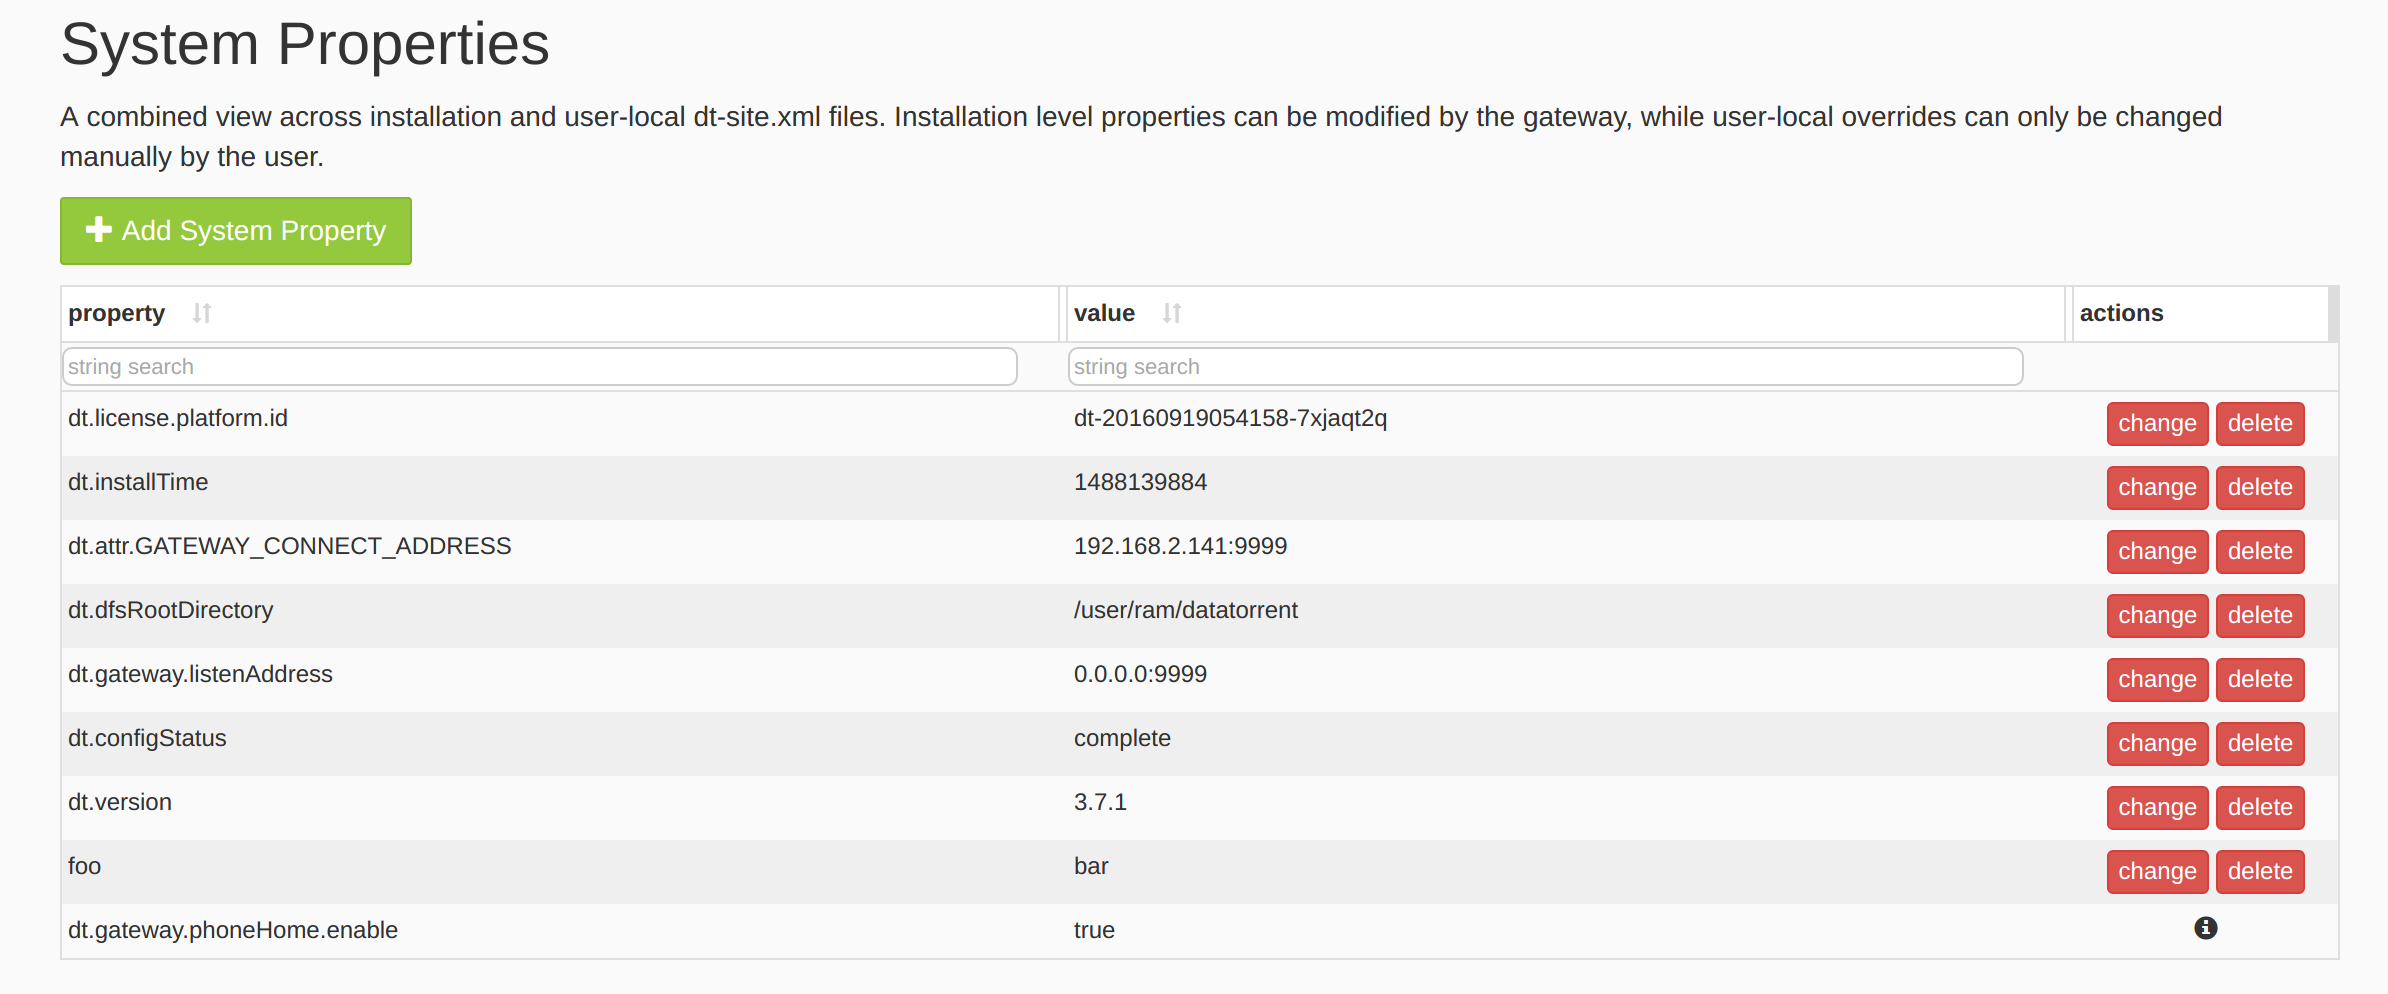 System Properties
A combined view across installation and user-local dt-site.xml files. Installation level properties can be modified by the gateway, while user-local overrides can only be changed
manually by the user.
Add System Property
property value actions
string search string search
dt.license.platform.id dt-20160919054158-7xjaqt2q change delete
dt.installTime 1488139884 change delete
dt.attr.GATEWAY_CONNECT_ADDRESS 192.168.2.141:9999 change delete
dt.dfsRootDirectory /user/ram/datatorrent change delete
dt.gateway.listenAddress 0.0.0.0:9999 change delete
dt.configStatus complete change delete
dt.version 3.7.1 change delete
foo bar change delete
dt.gateway.phoneHome.enable true